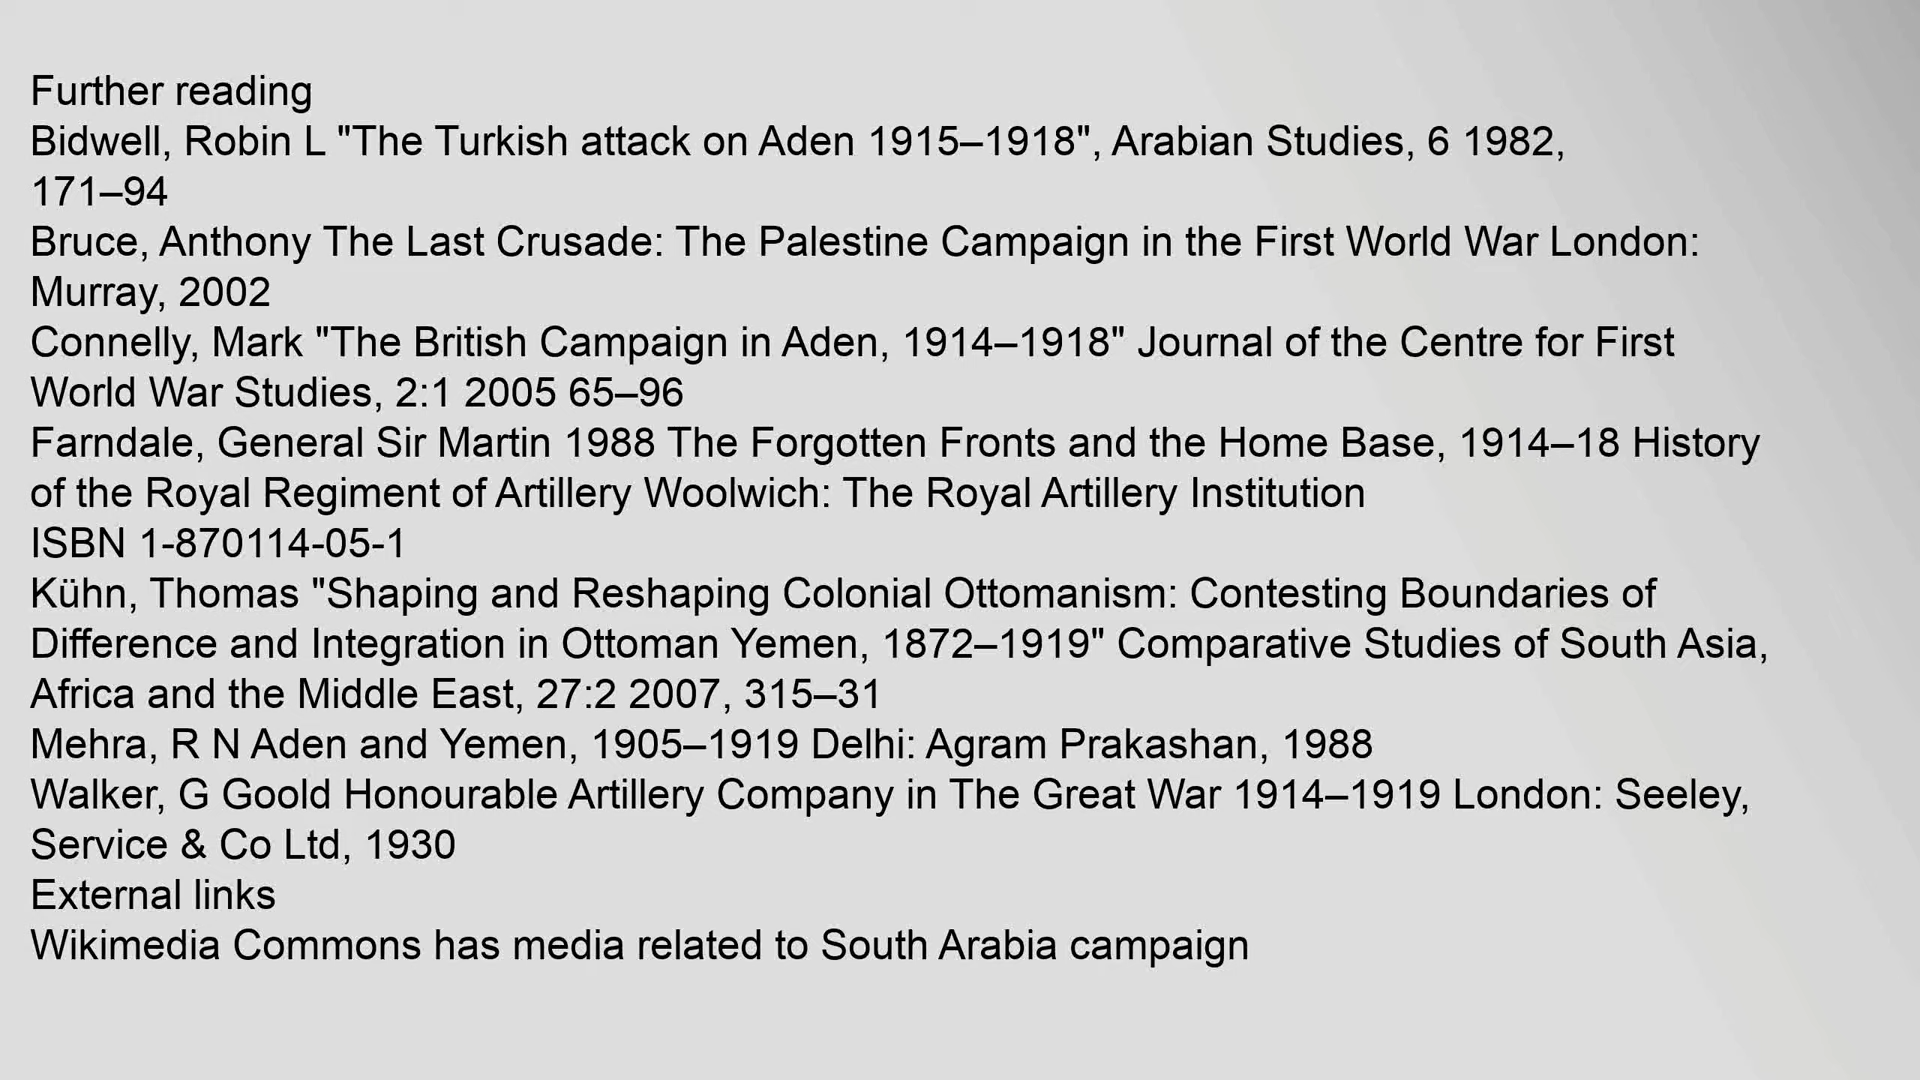 Further reading
Bidwell, Robin L "The Turkish attack on Aden 1915–1918", Arabian Studies, 6 1982,
171–94
Bruce, Anthony The Last Crusade: The Palestine Campaign in the First World War London:
Murray, 2002
Connelly, Mark "The British Campaign in Aden, 1914–1918" Journal of the Centre for First
World War Studies, 2:1 2005 65–96
Farndale, General Sir Martin 1988 The Forgotten Fronts and the Home Base, 1914–18 History
of the Royal Regiment of Artillery Woolwich: The Royal Artillery Institution
ISBN 1-870114-05-1
Kühn, Thomas "Shaping and Reshaping Colonial Ottomanism: Contesting Boundaries of
Difference and Integration in Ottoman Yemen, 1872–1919" Comparative Studies of South Asia,
Africa and the Middle East, 27:2 2007, 315–31
Mehra, R N Aden and Yemen, 1905–1919 Delhi: Agram Prakashan, 1988
Walker, G Goold Honourable Artillery Company in The Great War 1914–1919 London: Seeley,
Service & Co Ltd, 1930
External links
Wikimedia Commons has media related to South Arabia campaign